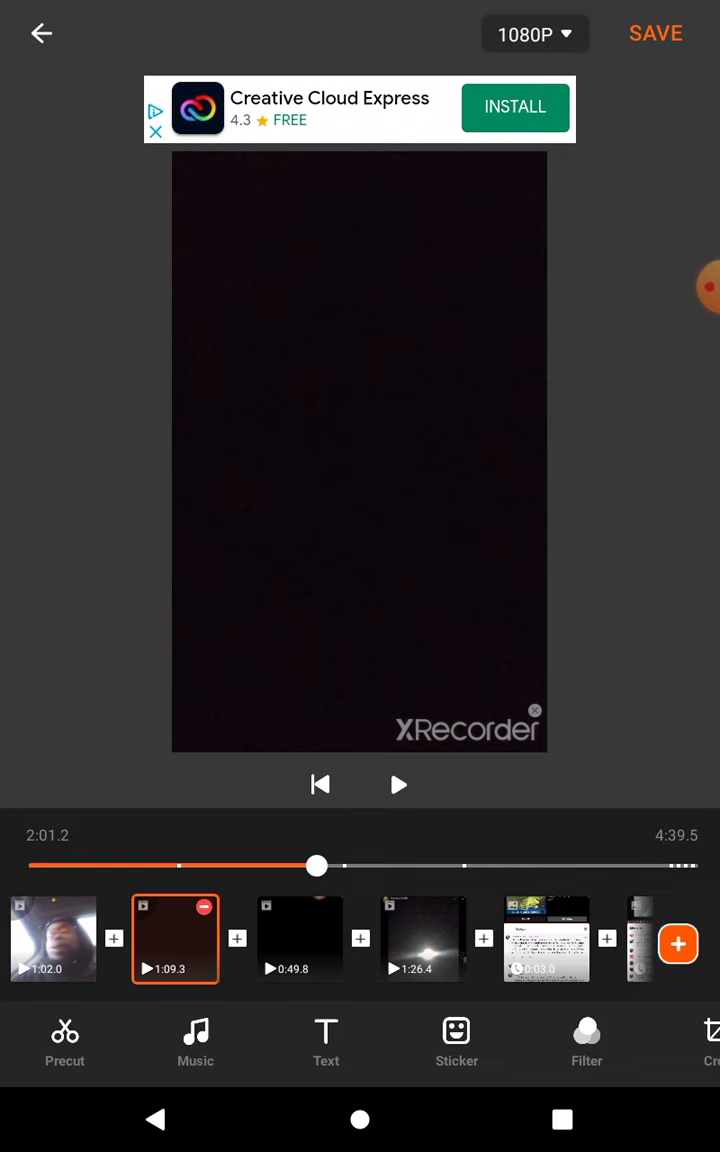 1080P
SAVE
Creative Cloud Express
4.3 FREE
INSTALL
XRecorder
2:01.2
4:39.5
1:02.0
1:09.3
0:49.8
1:26.4
0:03.0
Precut
Music
Text
Sticker
Filter
Cr